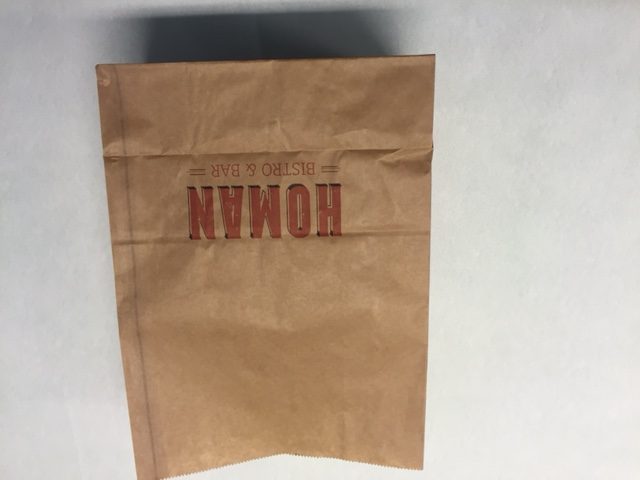 HOMAN
= BISTRO & BAR =